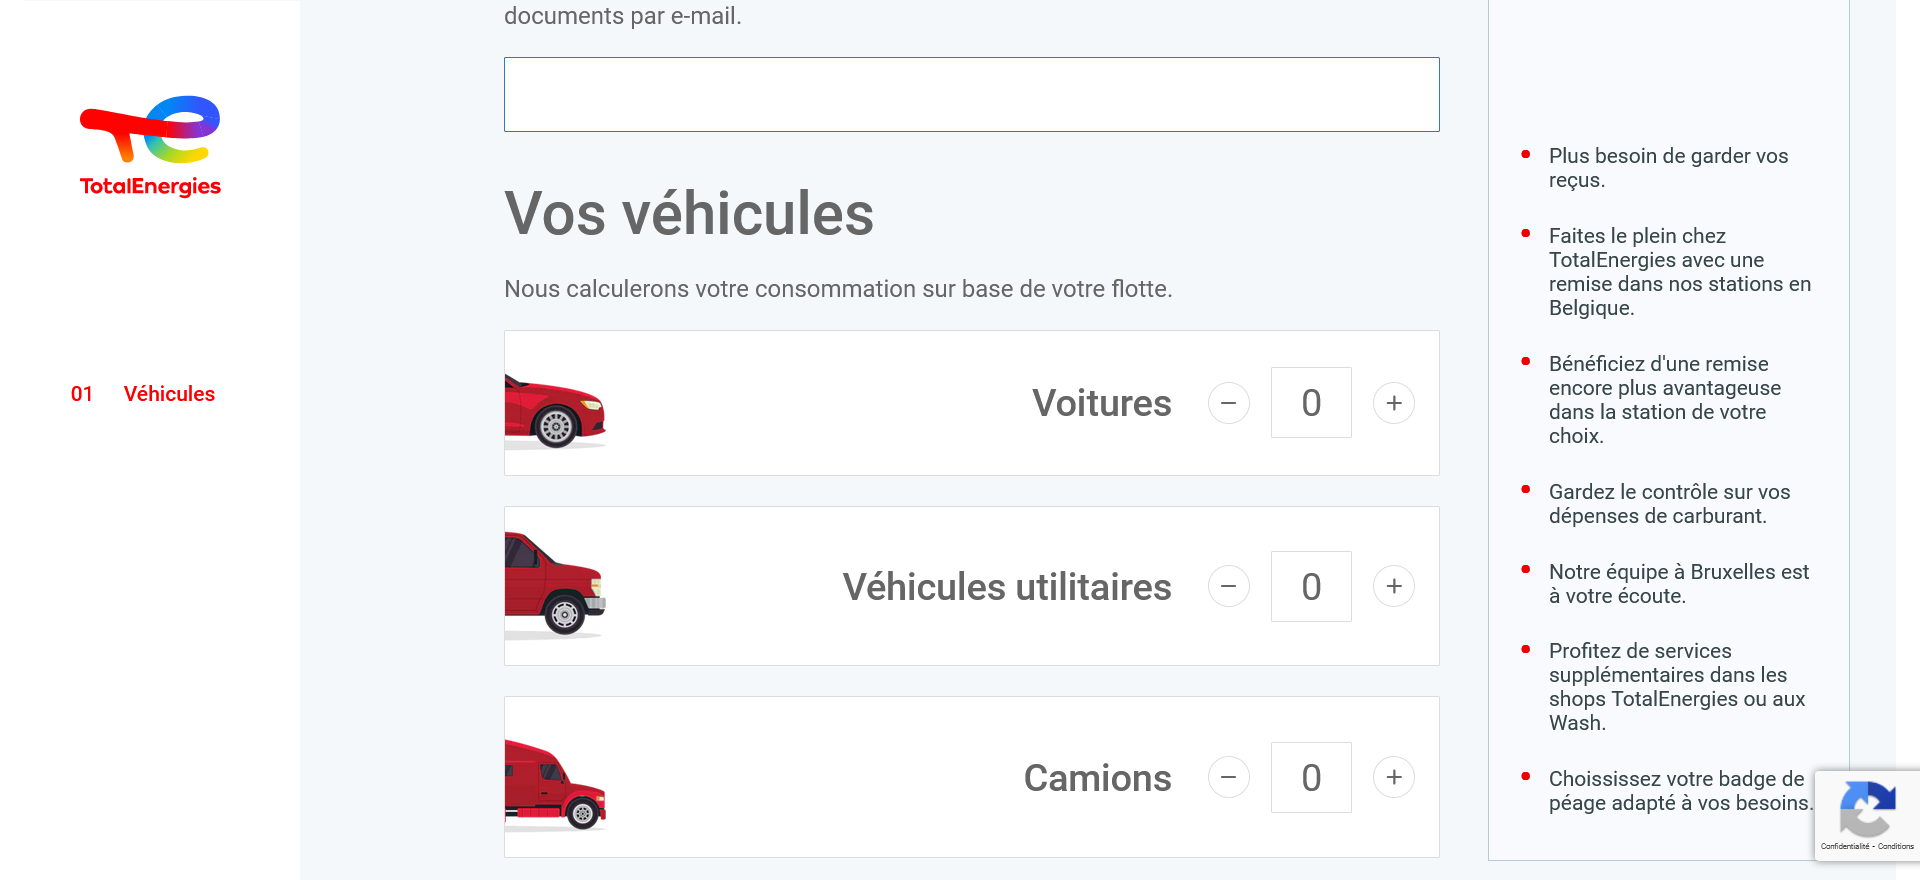 documents par e-mail.
TotalEnergies
01 Véhicules
Vos véhicules
Nous calculerons votre consommation sur base de votre flotte.
Voitures − 0 +
Véhicules utilitaires − 0 +
Camions − 0 +
• Plus besoin de garder vos
reçus.
• Faites le plein chez
TotalEnergies avec une
remise dans nos stations en
Belgique.
• Bénéficiez d'une remise
encore plus avantageuse
dans la station de votre
choix.
• Gardez le contrôle sur vos
dépenses de carburant.
• Notre équipe à Bruxelles est
à votre écoute.
• Profitez de services
supplémentaires dans les
shops TotalEnergies ou aux
Wash.
• Choississez votre badge de
péage adapté à vos besoins.
Confidentialité - Conditions